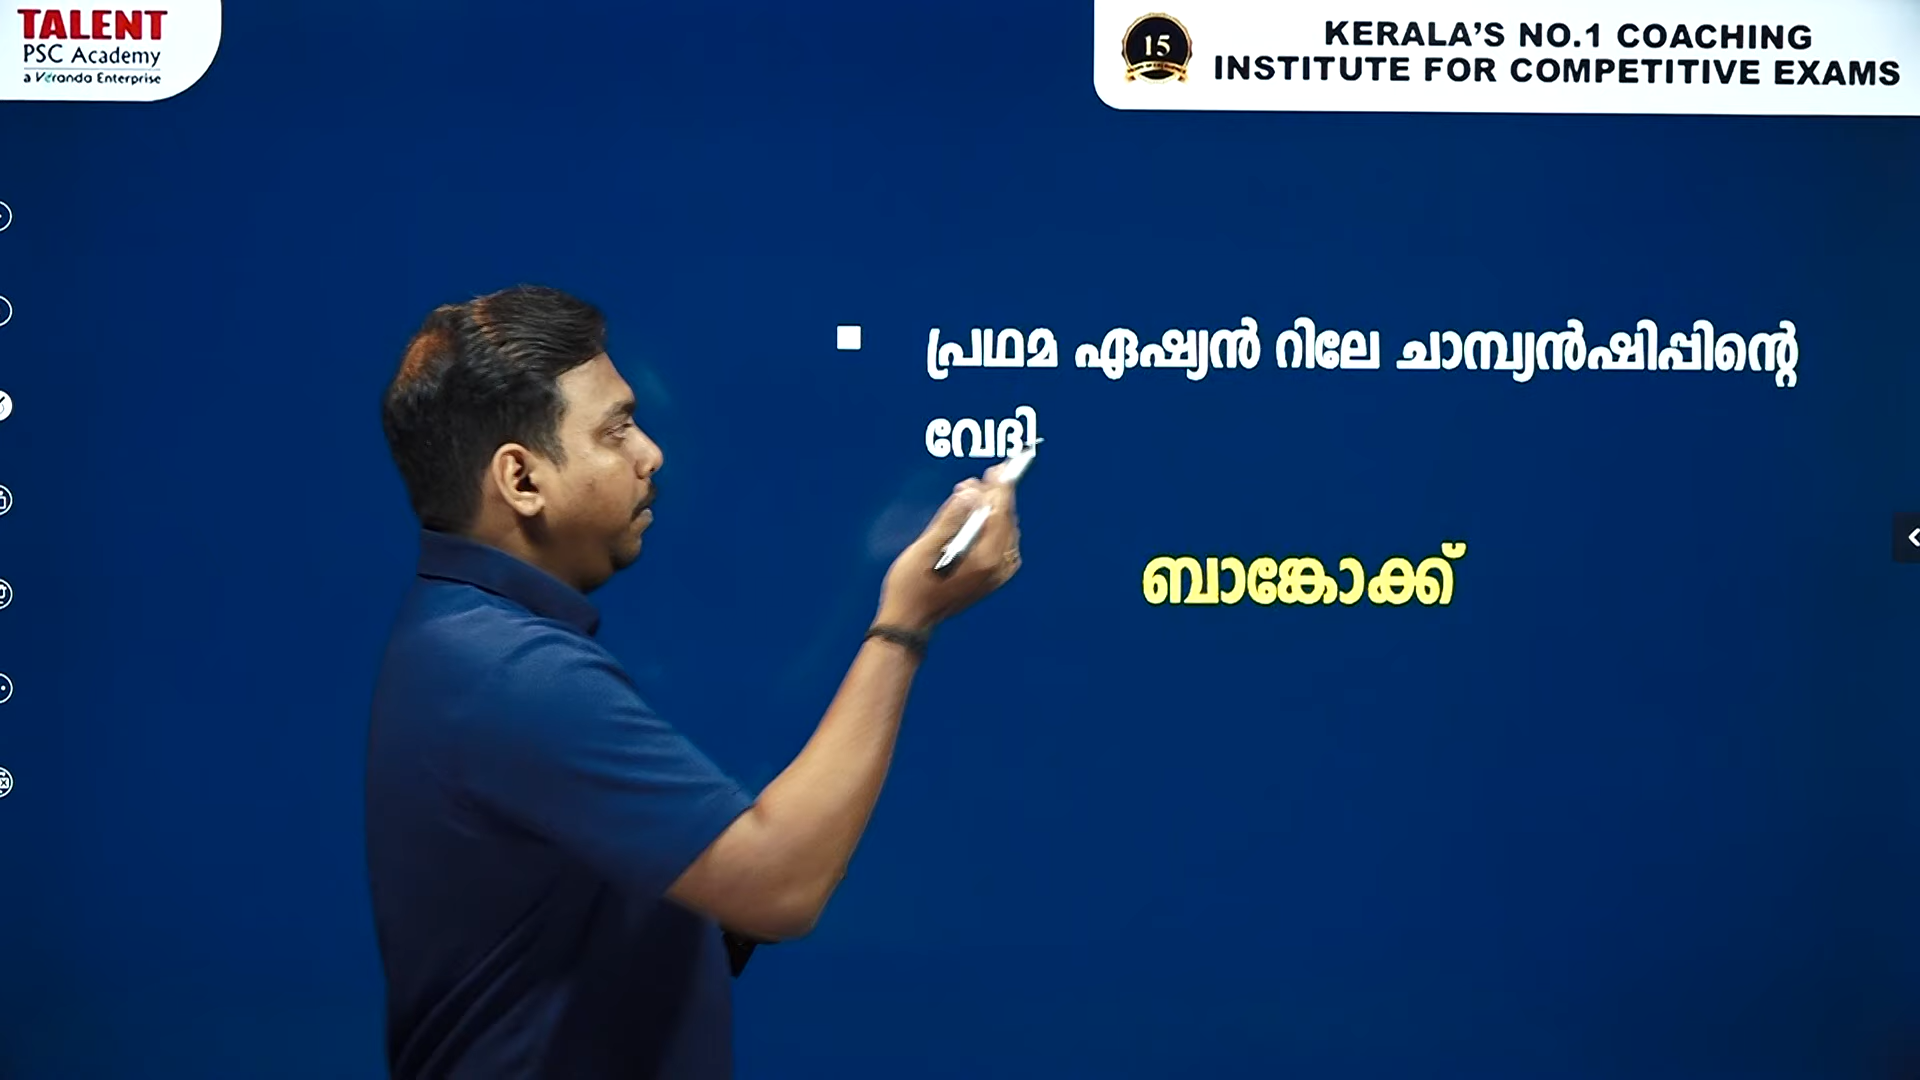 TALENT
PSC Academy
a Veranda Enterprise
15
KERALA'S NO.1 COACHING
INSTITUTE FOR COMPETITIVE EXAMS
പ്രഥമ ഏഷ്യൻ റിലേ ചാമ്പ്യൻഷിപ്പിന്റെ
വേദി
ബാങ്കോക്ക്